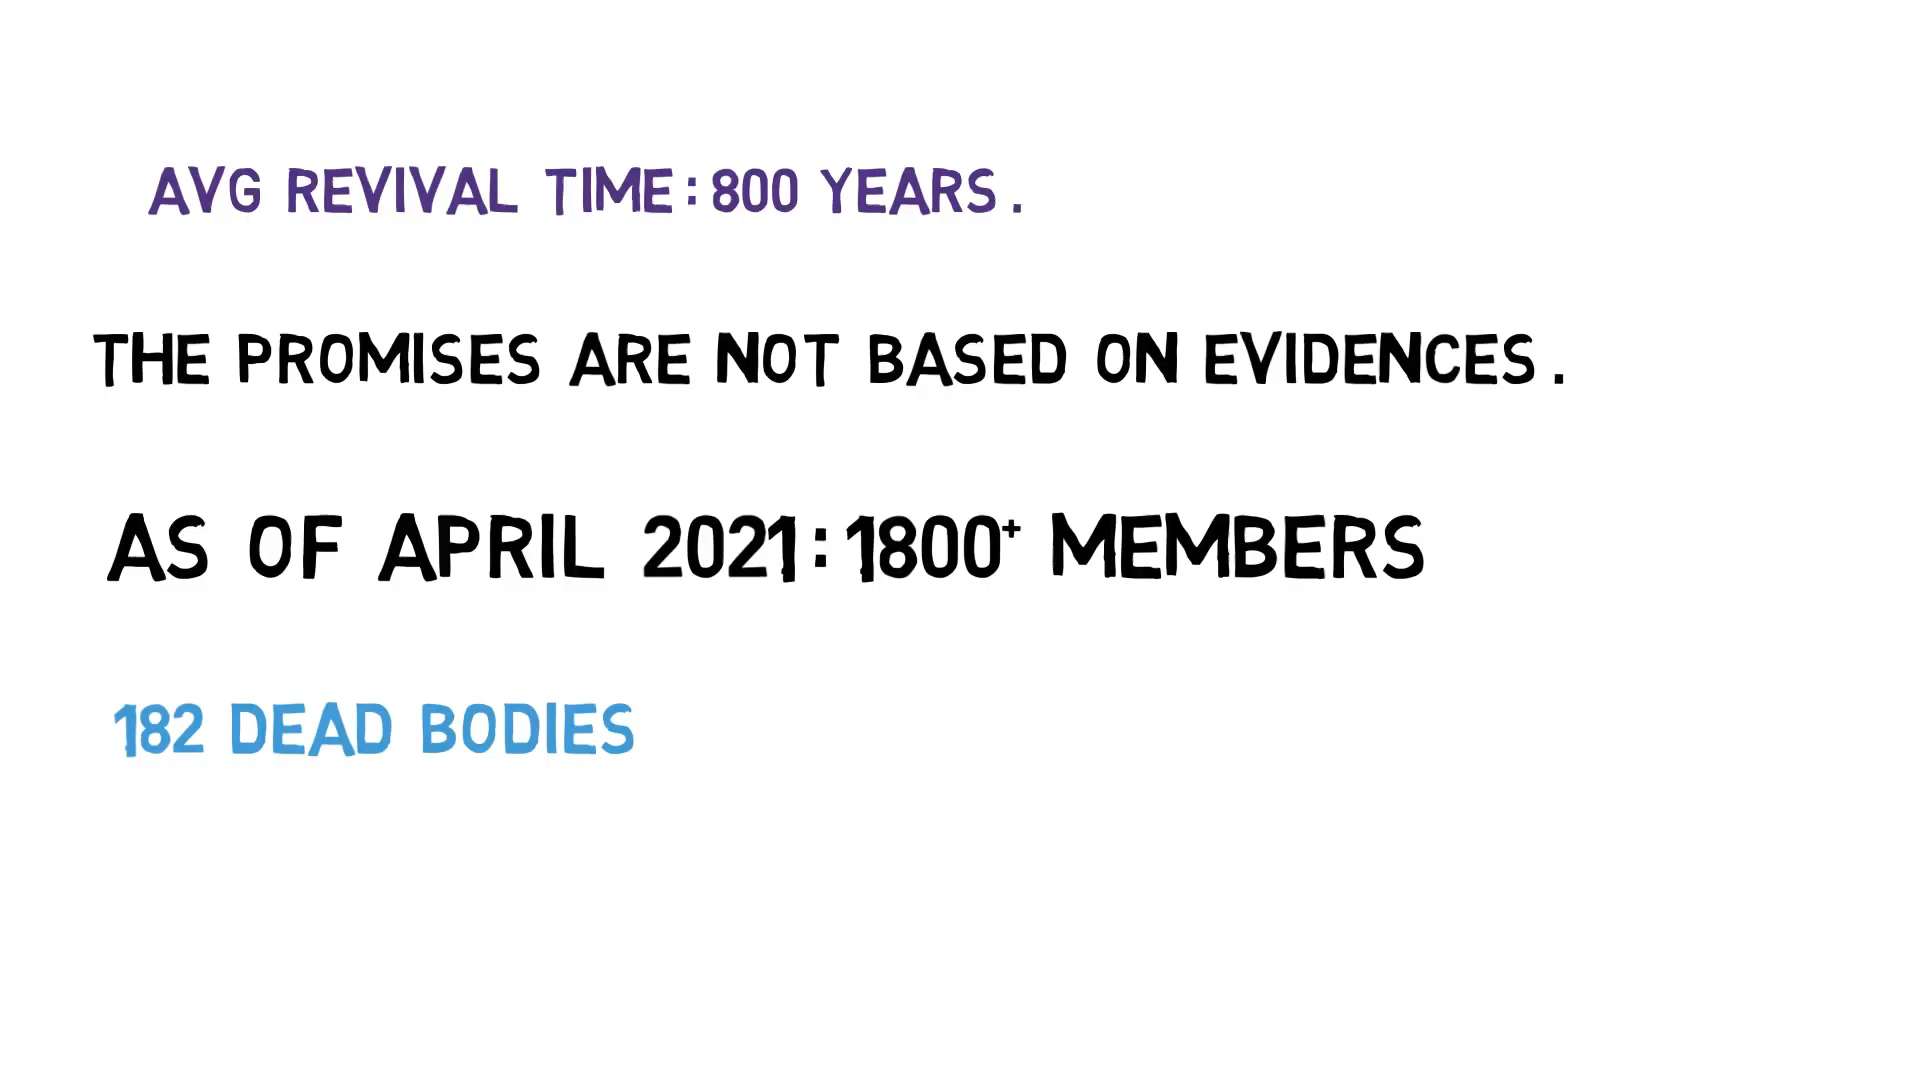 AVG REVIVAL TIME:800 YEARS.
THE PROMISES ARE NOT BASED ON EVIDENCES.
AS OF APRIL 2021:1800+ MEMBERS
182 DEAD BODIES